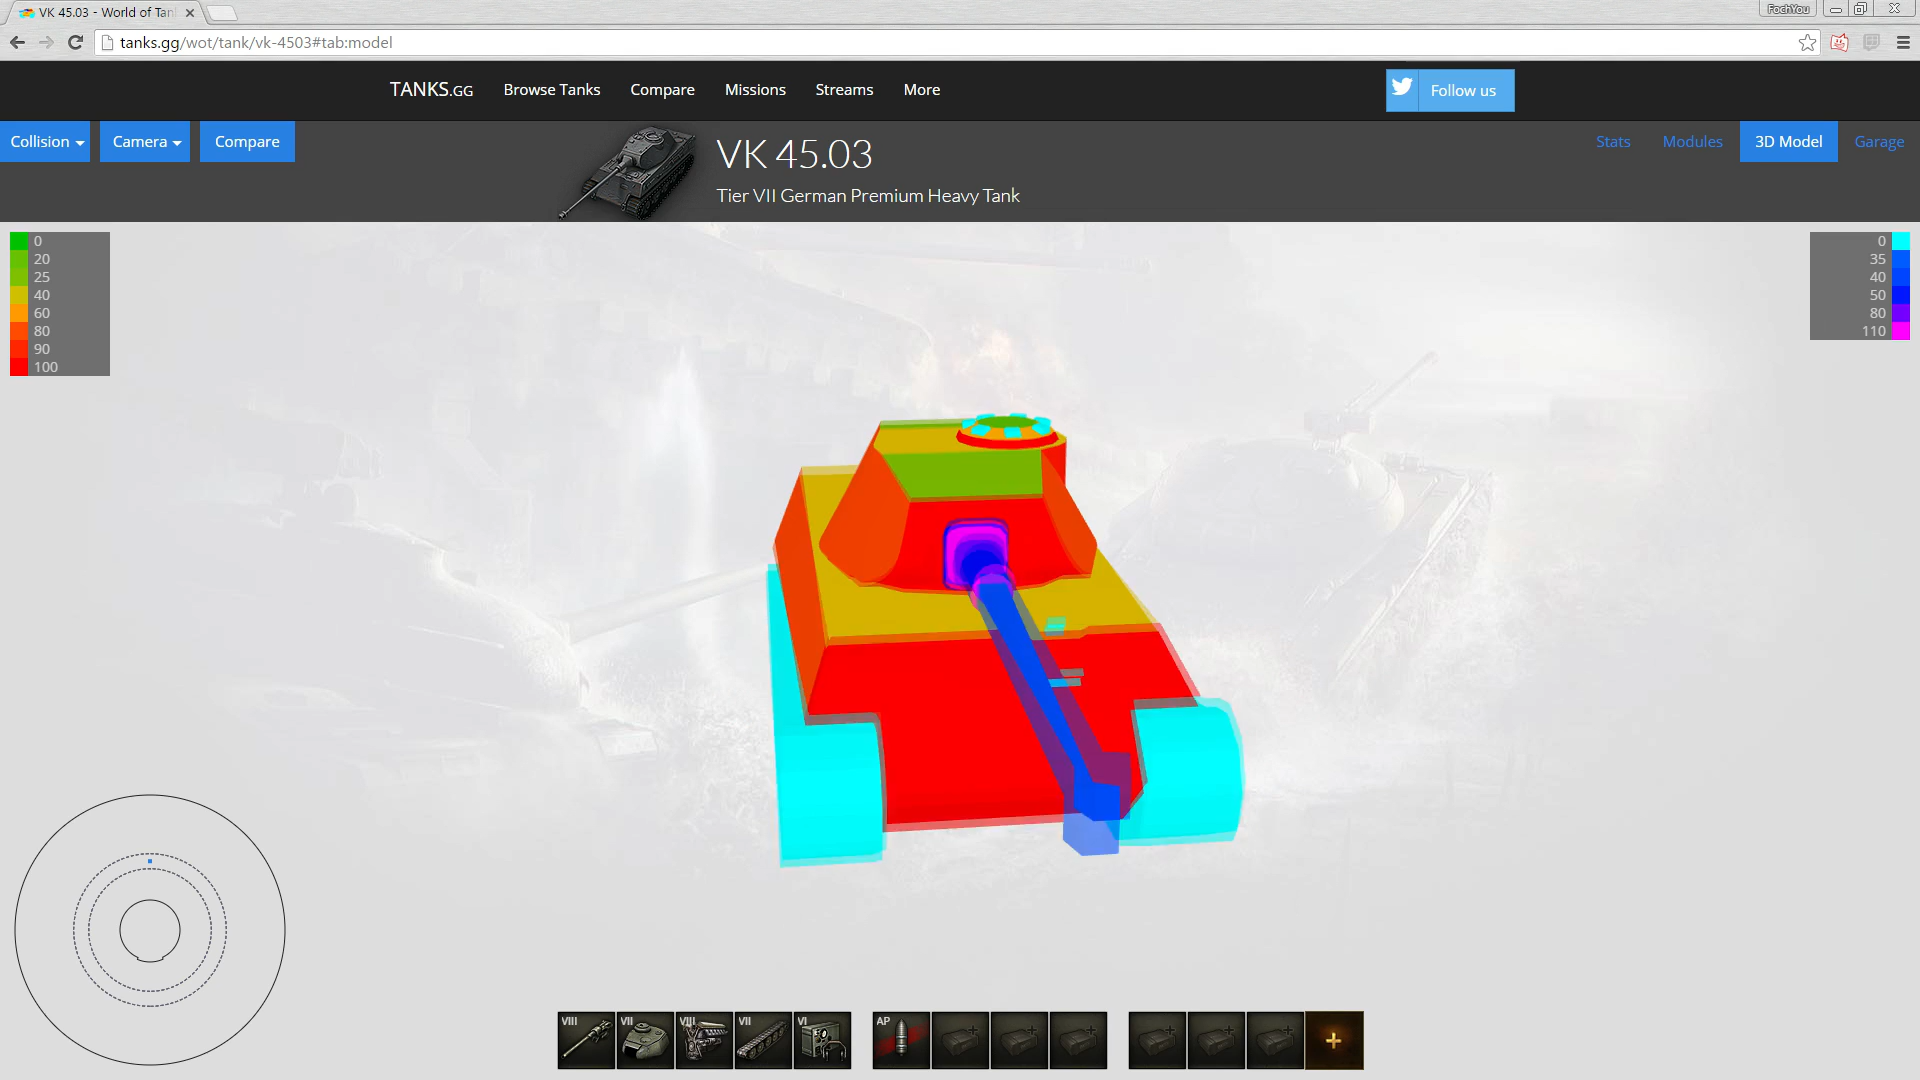 VK 45.03 - World of Tan
FochYou
tanks.gg/wot/tank/vk-4503#tab:model
TANKS.GG Browse Tanks Compare Missions Streams More Follow us
Collision Camera Compare
VK 45.03
Tier VII German Premium Heavy Tank
Stats Modules 3D Model Garage
0
20
25
40
60
80
90
100
0
35
40
50
80
110
VIII VII VIII VII VI AP